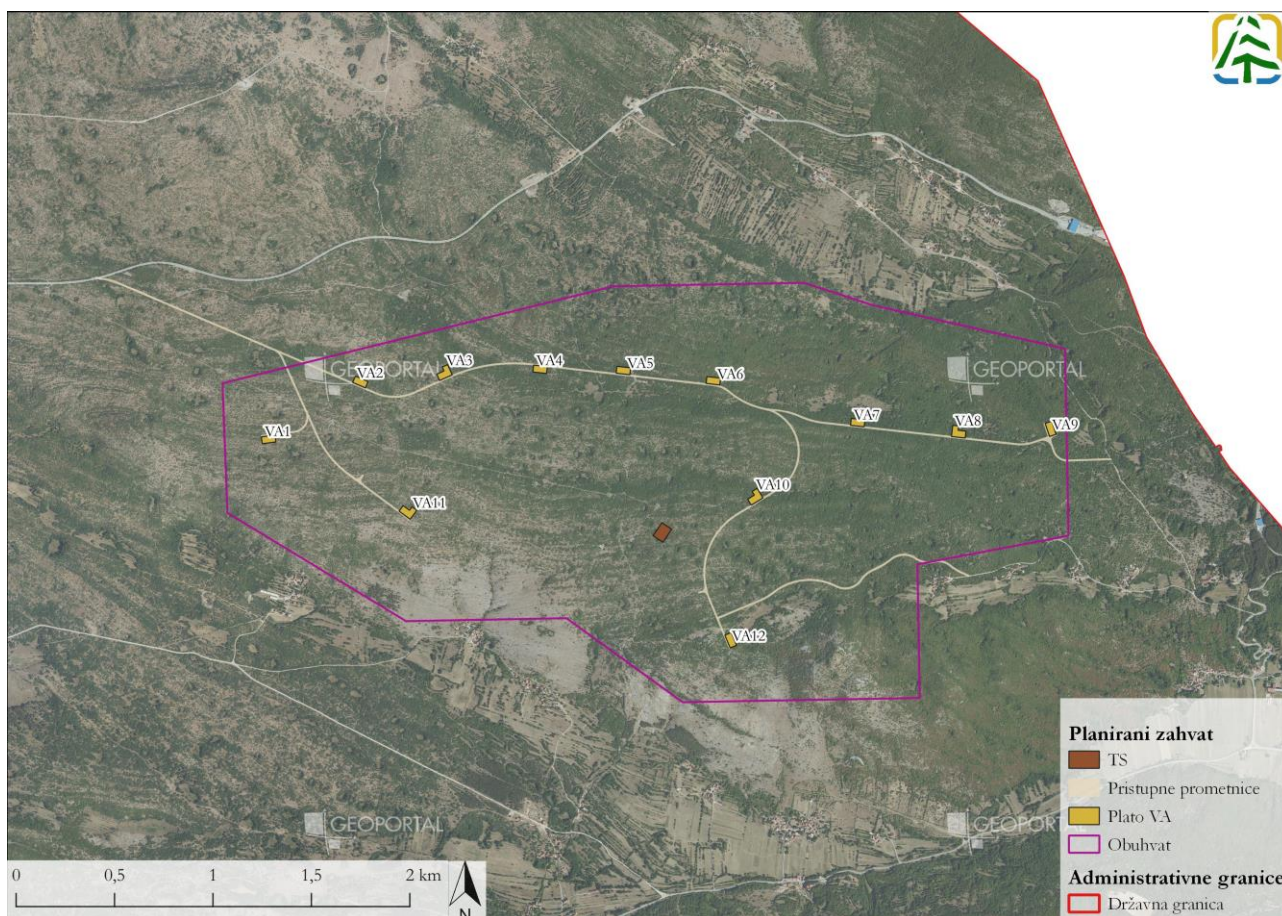 GEOPORTAL
GEOPORTAL
VA2
VA3
VA4
VA5
VA6
VA7
VA8
VA9
VA1
VA10
VA11
VA12
GEOPORTAL
GEOPORTAL
Planirani zahvat
TS
Pristupne prometnice
Plato VA
Obuhvat
Administrativne granice
Državna granica
0 0,5 1 1,5 2 km
N